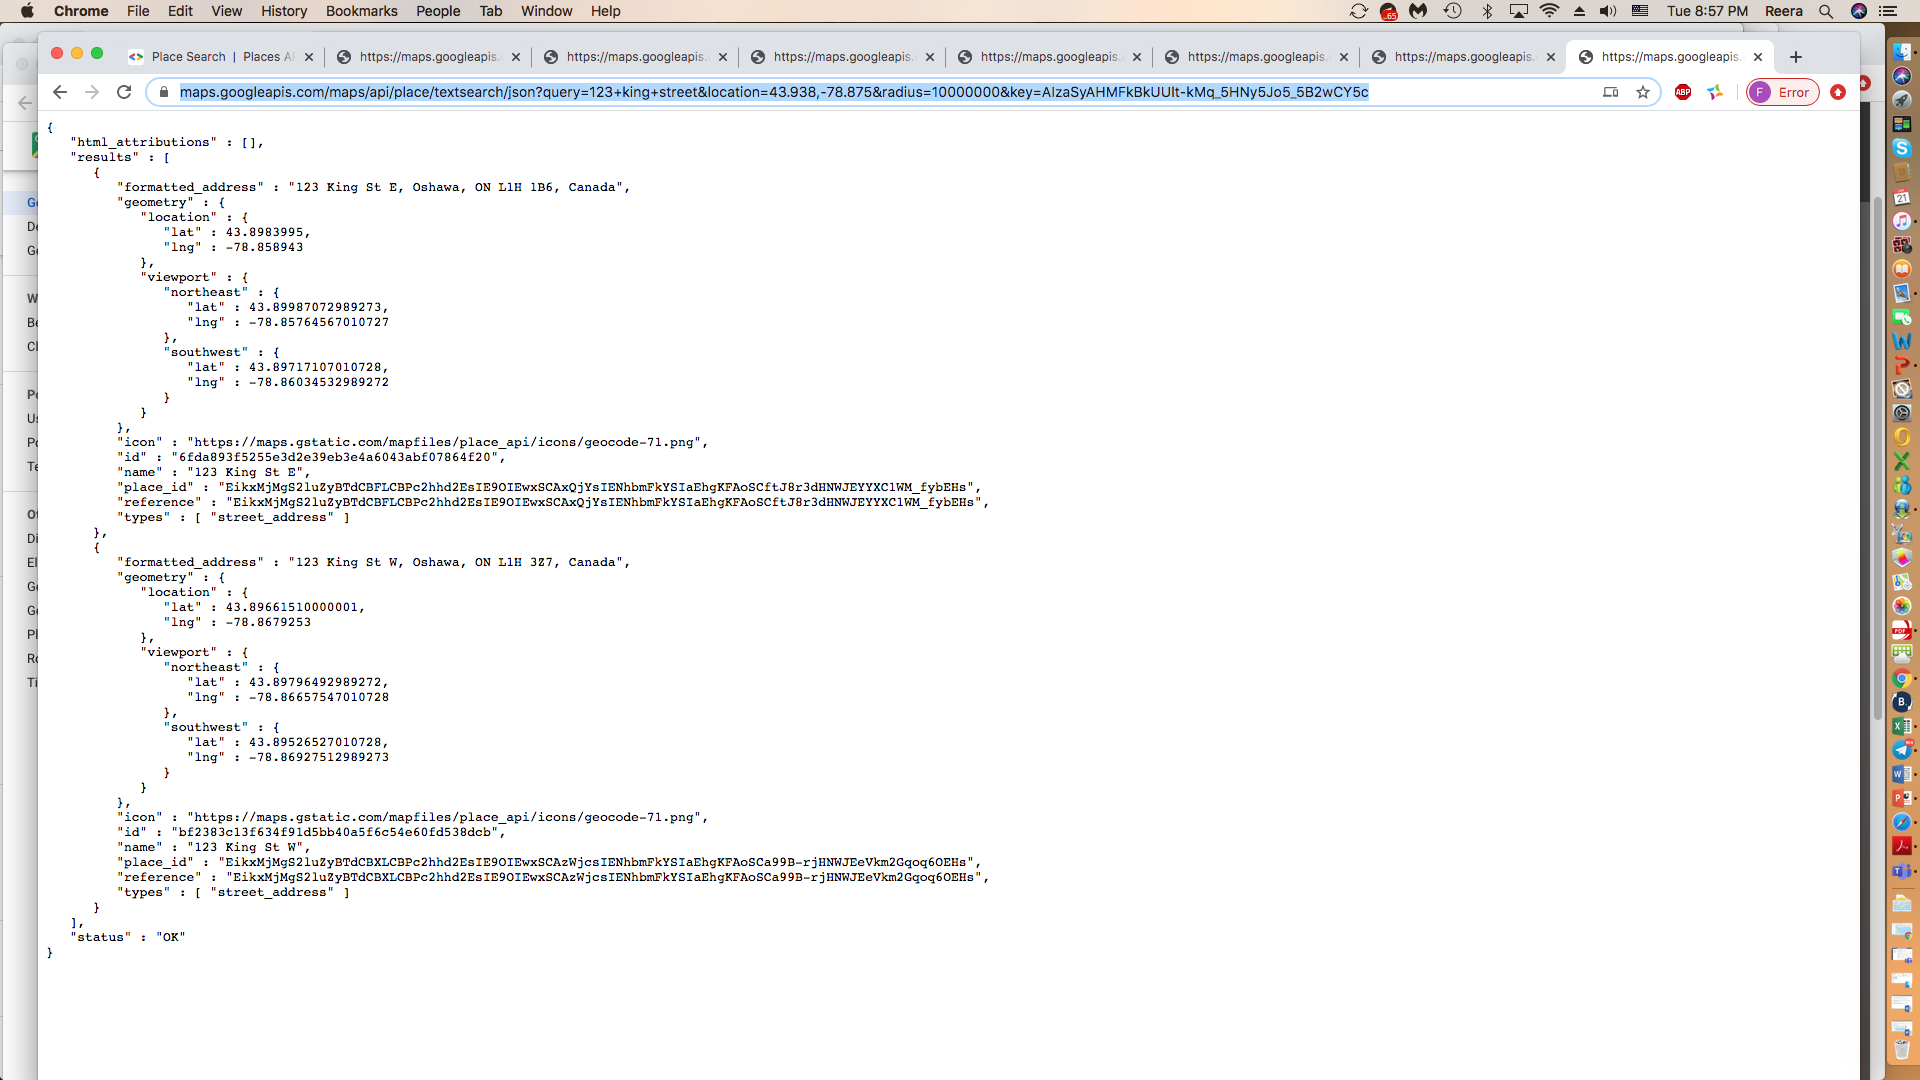 Chrome File Edit View History Bookmarks People Tab Window Help
65
Tue 8:57 PM Reera
Place Search | Places A
https://maps.googleapis.
https://maps.googleapis.
https://maps.googleapis.
https://maps.googleapis.
https://maps.googleapis.
https://maps.googleapis.
https://maps.googleapis.
maps.googleapis.com/maps/api/place/textsearch/json?query=123+king+street&location=43.938,-78.875&radius=10000000&key=AIzaSyAHMFkBkUUIt-kMq_5HNy5Jo5_5B2wCY5c
ABP
F Error
{
"html_attributions" : [],
"results" : [
{
"formatted_address" : "123 King St E, Oshawa, ON L1H 1B6, Canada",
"geometry" : {
"location" : {
"lat" : 43.8983995,
"lng" : -78.858943
},
"viewport" : {
"northeast" : {
"lat" : 43.89987072989273,
"lng" : -78.85764567010727
},
"southwest" : {
"lat" : 43.89717107010728,
"lng" : -78.86034532989272
}
}
},
"icon" : "https://maps.gstatic.com/mapfiles/place_api/icons/geocode-71.png",
"id" : "6fda893f5255e3d2e39eb3e4a6043abf07864f20",
"name" : "123 King St E",
"place_id" : "EikxMjMgS2luZyBTdCBFLCBPc2hhd2EsIE9OIEwxSCAxQjYsIENhbmFkYSIaEhgKFAoSCftJ8r3dHNWJEYYXC1WM_fybEHs",
"reference" : "EikxMjMgS2luZyBTdCBFLCBPc2hhd2EsIE9OIEwxSCAxQjYsIENhbmFkYSIaEhgKFAoSCftJ8r3dHNWJEYYXC1WM_fybEHs",
"types" : [ "street_address" ]
},
{
"formatted_address" : "123 King St W, Oshawa, ON L1H 3Z7, Canada",
"geometry" : {
"location" : {
"lat" : 43.89661510000001,
"lng" : -78.8679253
},
"viewport" : {
"northeast" : {
"lat" : 43.89796492989272,
"lng" : -78.86657547010728
},
"southwest" : {
"lat" : 43.89526527010728,
"lng" : -78.86927512989273
}
}
},
"icon" : "https://maps.gstatic.com/mapfiles/place_api/icons/geocode-71.png",
"id" : "bf2383c13f634f91d5bb40a5f6c54e60fd538dcb",
"name" : "123 King St W",
"place_id" : "EikxMjMgS2luZyBTdCBXLCBPc2hhd2EsIE9OIEwxSCAzWjcsIENhbmFkYSIaEhgKFAoSCa99B-rjHNWJEeVkm2Gqoq6OEHs",
"reference" : "EikxMjMgS2luZyBTdCBXLCBPc2hhd2EsIE9OIEwxSCAzWjcsIENhbmFkYSIaEhgKFAoSCa99B-rjHNWJEeVkm2Gqoq6OEHs",
"types" : [ "street_address" ]
}
],
"status" : "OK"
}